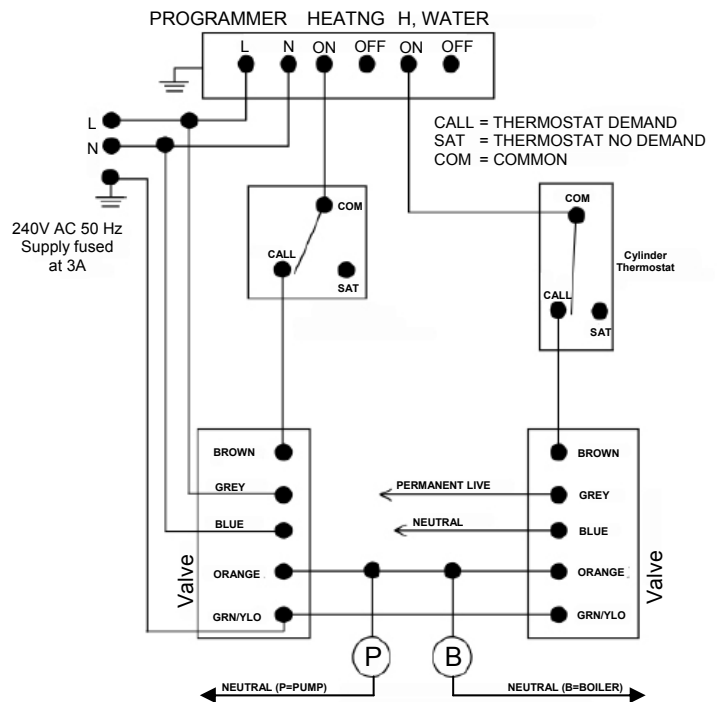 PROGRAMMER HEATNG H, WATER
L N ON OFF ON OFF
L
N
240V AC 50 Hz
Supply fused
at 3A
CALL = THERMOSTAT DEMAND
SAT = THERMOSTAT NO DEMAND
COM = COMMON
COM
CALL
SAT
COM
Cylinder
Thermostat
CALL
SAT
BROWN
GREY
BLUE
ORANGE
GRN/YLO
Valve
PERMANENT LIVE
NEUTRAL
BROWN
GREY
BLUE
ORANGE
GRN/YLO
Valve
P
B
NEUTRAL (P=PUMP)
NEUTRAL (B=BOILER)